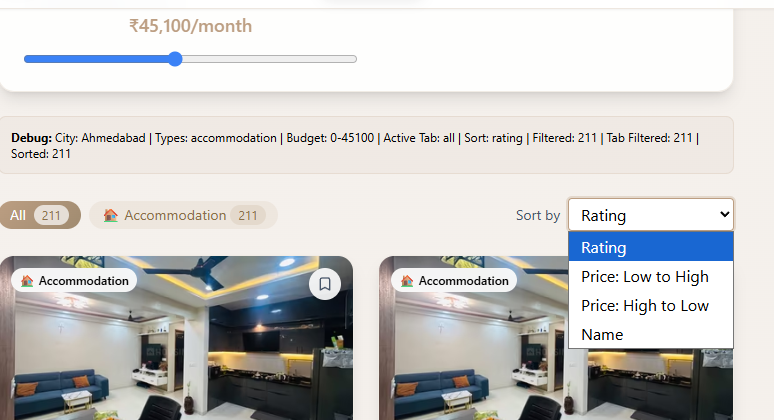 ₹45,100/month
Debug: City: Ahmedabad | Types: accommodation | Budget: 0-45100 | Active Tab: all | Sort: rating | Filtered: 211 | Tab Filtered: 211 |
Sorted: 211
All 211 Accommodation 211 Sort by Rating
Rating
Price: Low to High
Price: High to Low
Name
Accommodation Accommodation